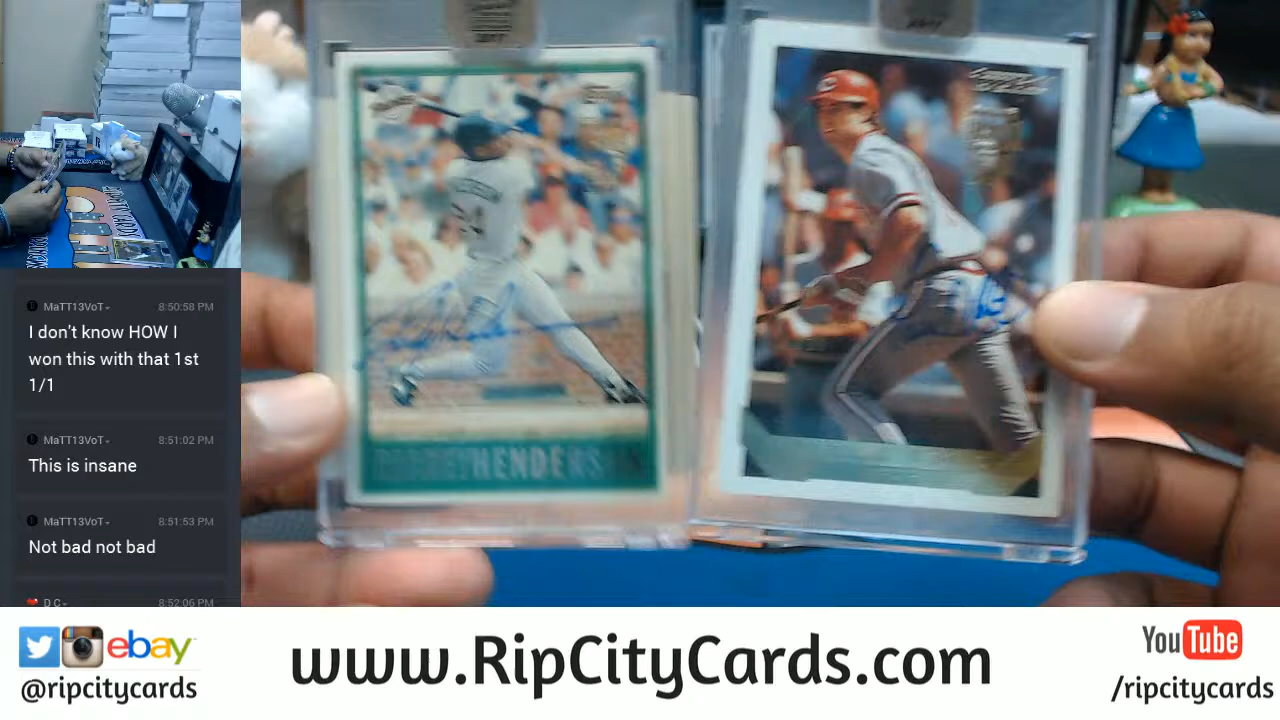 MaTT13VoT
8:50:58 PM
I don't know HOW I
won this with that 1st
1/1
MaTT13VoT
8:51:02 PM
This is insane
MaTT13VoT
8:51:53 PM
Not bad not bad
D C
8:52:06 PM
24
HENDERSON
ebay
@ripcitycards
www.RipCityCards.com
YouTube
/ripcitycards